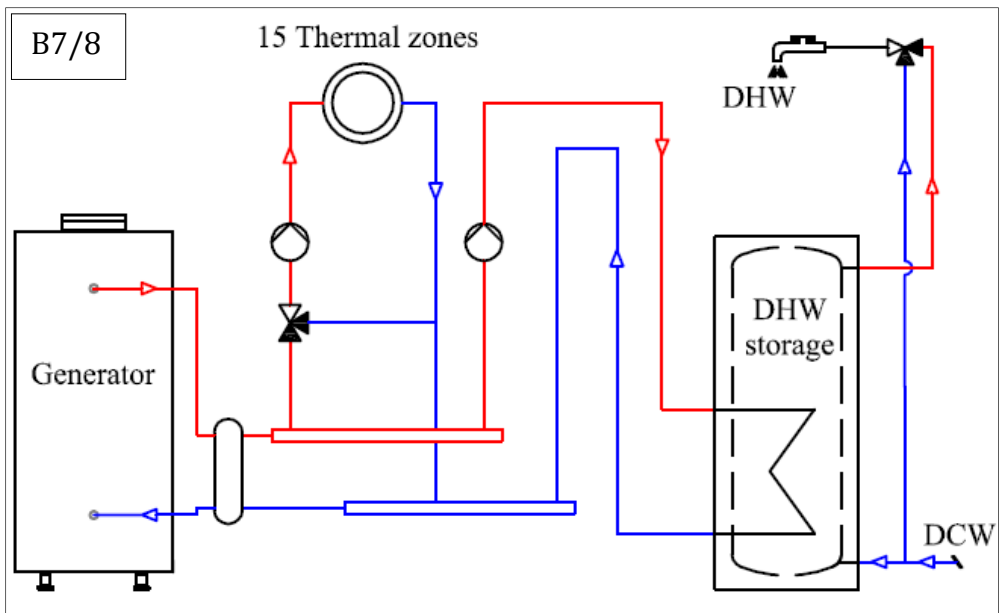 B7/8
15 Thermal zones
DHW
Generator
DHW
storage
DCW